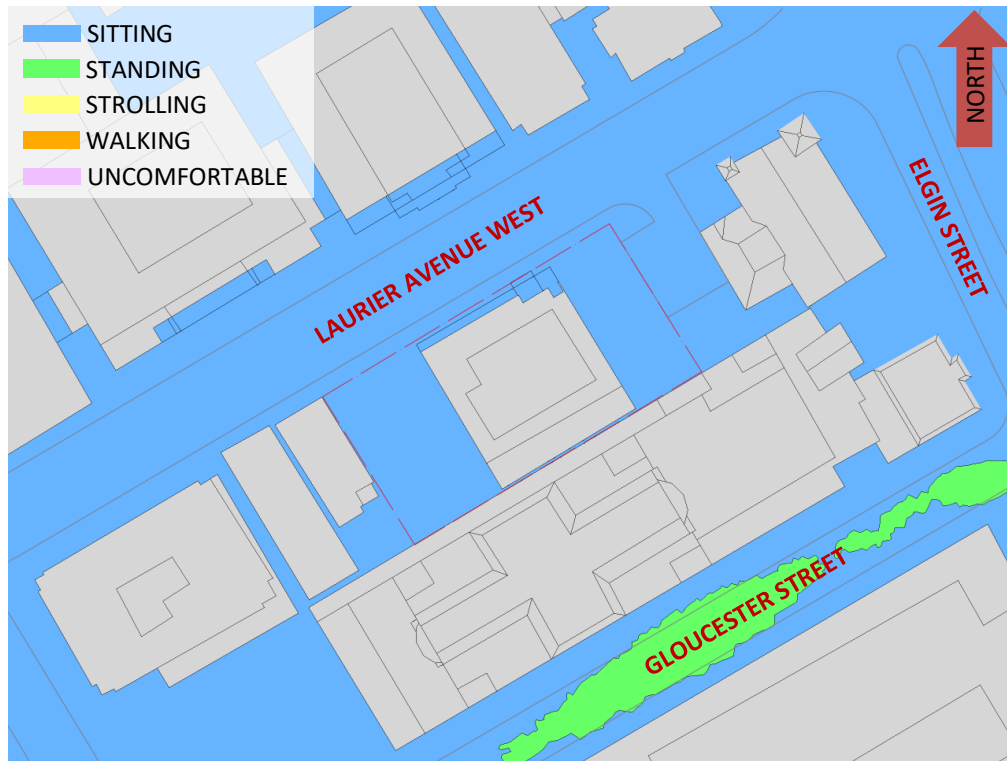 SITTING
STANDING
STROLLING
WALKING
UNCOMFORTABLE
NORTH
LAURIER AVENUE WEST
ELGIN STREET
GLOUCESTER STREET